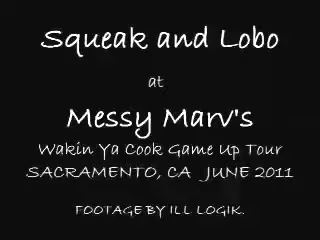 Squeak and Lobo
at
Messy Marv's
Wakin Ya Cook Game Up Tour
SACRAMENTO, CA JUNE 2011
FOOTAGE BY ILL LOGIK.